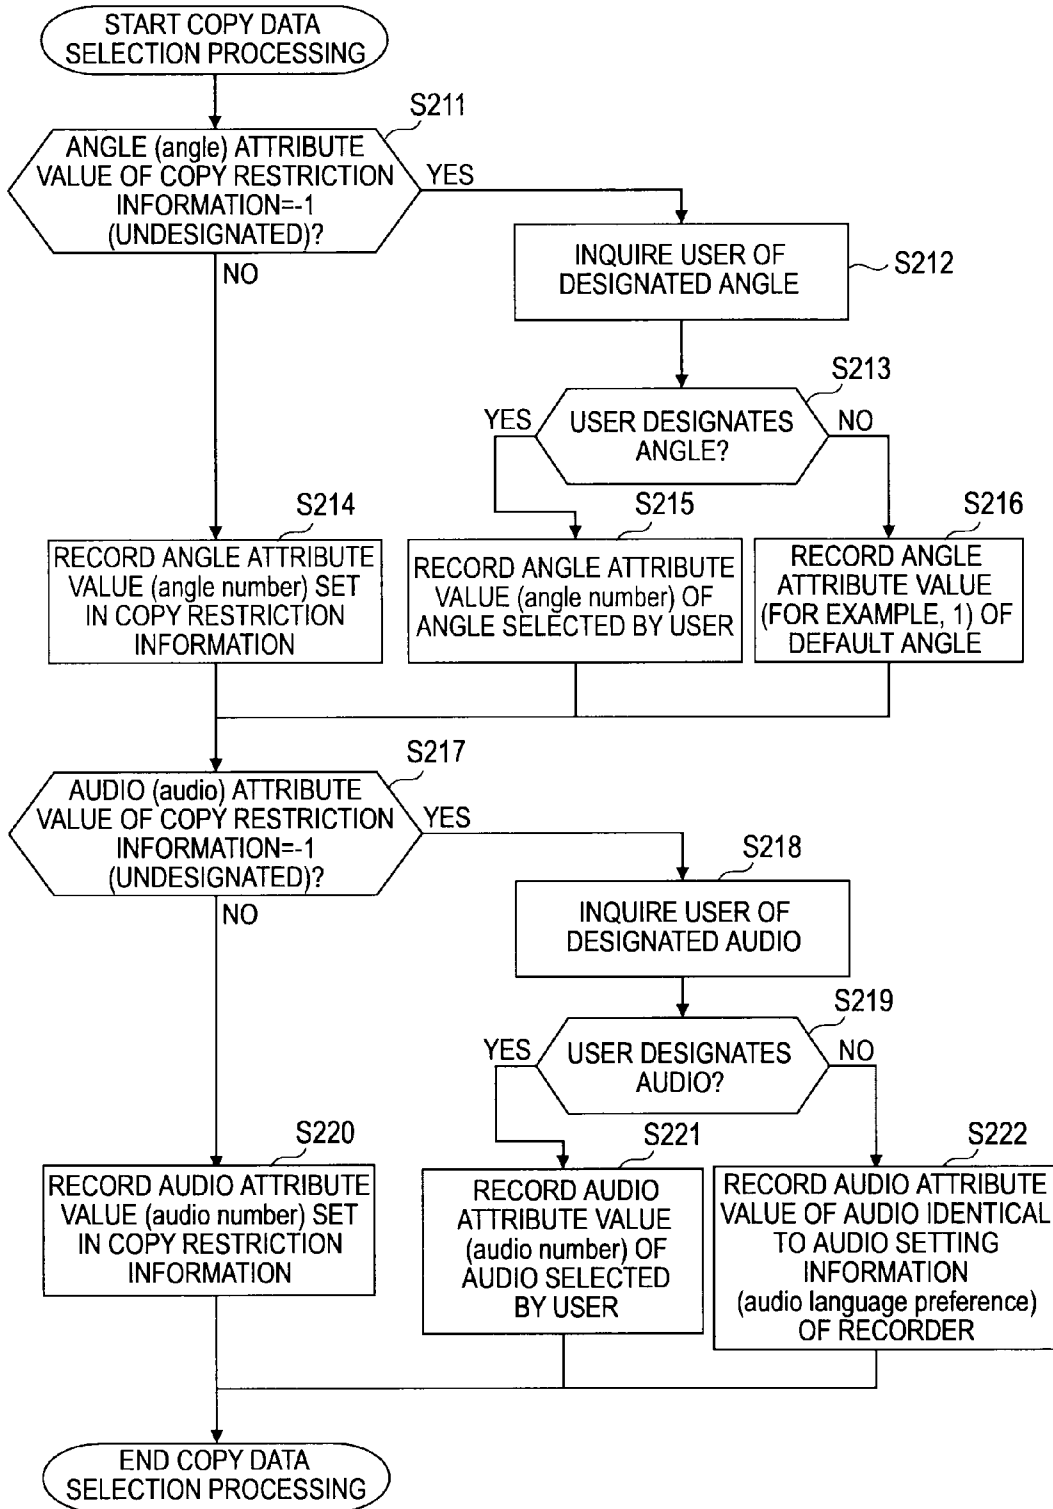 START COPY DATA
SELECTION PROCESSING
S211
ANGLE (angle) ATTRIBUTE
VALUE OF COPY RESTRICTION
INFORMATION=-1
(UNDESIGNATED)?
YES
NO
INQUIRE USER OF
DESIGNATED ANGLE
S212
S213
USER DESIGNATES
ANGLE?
YES
NO
S214
RECORD ANGLE ATTRIBUTE
VALUE (angle number) SET
IN COPY RESTRICTION
INFORMATION
S215
RECORD ANGLE ATTRIBUTE
VALUE (angle number) OF
ANGLE SELECTED BY USER
S216
RECORD ANGLE
ATTRIBUTE VALUE
(FOR EXAMPLE, 1) OF
DEFAULT ANGLE
S217
AUDIO (audio) ATTRIBUTE
VALUE OF COPY RESTRICTION
INFORMATION=-1
(UNDESIGNATED)?
YES
NO
S218
INQUIRE USER OF
DESIGNATED AUDIO
S219
USER DESIGNATES
AUDIO?
YES
NO
S220
RECORD AUDIO ATTRIBUTE
VALUE (audio number) SET
IN COPY RESTRICTION
INFORMATION
S221
RECORD AUDIO
ATTRIBUTE VALUE
(audio number) OF
AUDIO SELECTED
BY USER
S222
RECORD AUDIO ATTRIBUTE
VALUE OF AUDIO IDENTICAL
TO AUDIO SETTING
INFORMATION
(audio language preference)
OF RECORDER
END COPY DATA
SELECTION PROCESSING